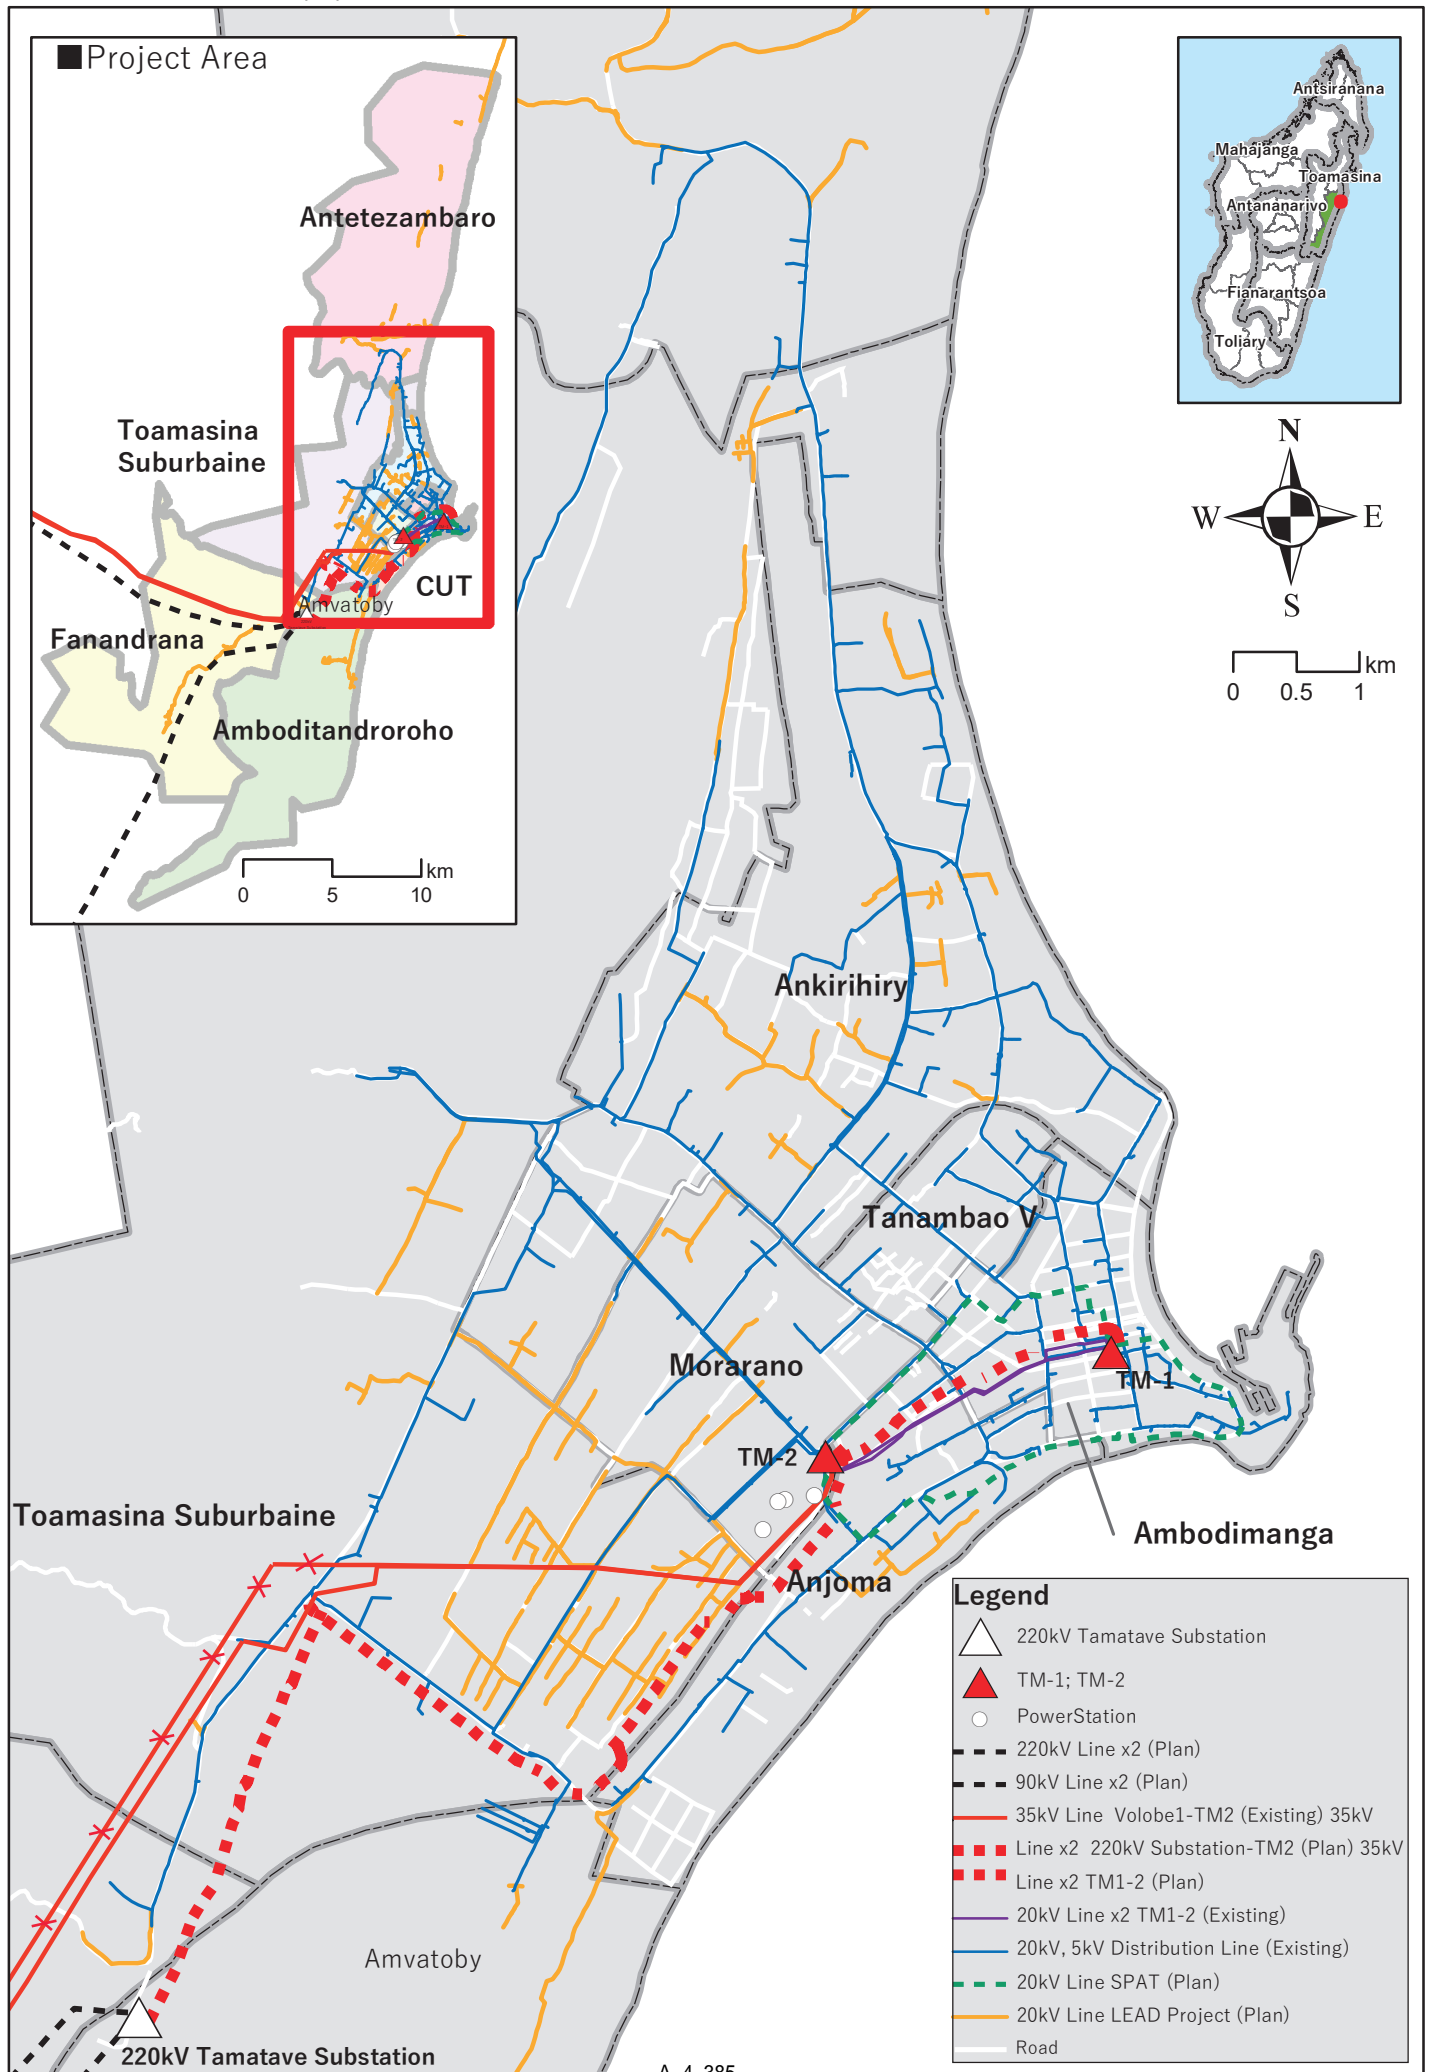 ■Project Area
Antetezambaro
Toamasina
Suburbaine
CUT
Amvatoby
Fanandrana
Amboditandroroho
km
0 5 10
Antsiranana
Mahajanga
Toamasina
Antananarivo
Fianarantsoa
Toliary
N
W E
S
km
0 0.5 1
Ankirihiry
Tanambao V
Morarano
TM-1
TM-2
Toamasina Suburbaine
Ambodimanga
Anjoma
Amvatoby
220kV Tamatave Substation
Legend
220kV Tamatave Substation
TM-1; TM-2
PowerStation
220kV Line x2 (Plan)
90kV Line x2 (Plan)
35kV Line Volobe1-TM2 (Existing) 35kV
Line x2 220kV Substation-TM2 (Plan) 35kV
Line x2 TM1-2 (Plan)
20kV Line x2 TM1-2 (Existing)
20kV, 5kV Distribution Line (Existing)
20kV Line SPAT (Plan)
20kV Line LEAD Project (Plan)
Road